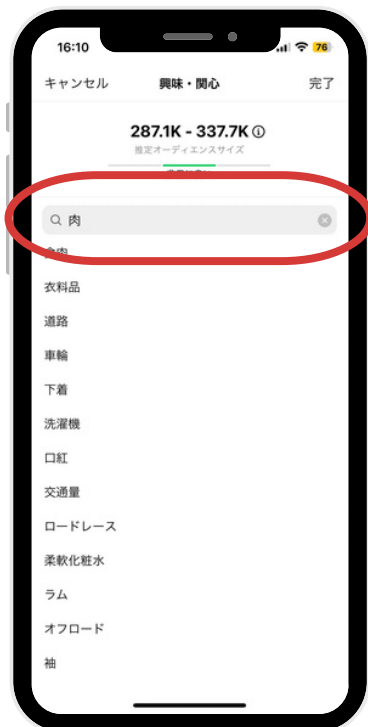 16:10
76
キャンセル 興味・関心 完了
287.1K - 337.7K
推定オーディエンスサイズ
肉
衣料品
道路
車輪
下着
洗濯機
口紅
交通量
ロードレース
柔軟化粧水
ラム
オフロード
袖